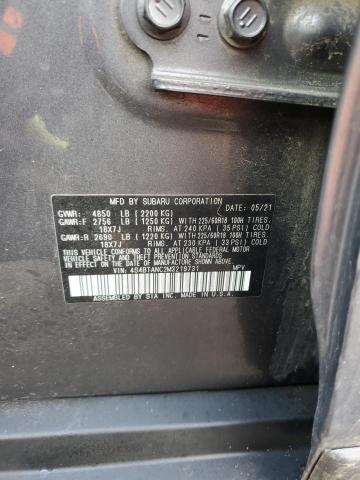 MFD BY SUBARU CORPORATION DATE: 05/21
GVWR: 4850 LB (2200 KG)
GAWR:F 2756 LB (1250 KG) WITH 225/60R18 100H TIRES,
18X7J RIMS, AT 240 KPA (35 PSI) COLD
GAWR:R 2690 LB (1220 KG) WITH 225/60R18 100H TIRES,
18X7J RIMS, AT 230 KPA (33 PSI) COLD
THIS VEHICLE CONFORMS TO ALL APPLICABLE FEDERAL MOTOR
VEHICLE SAFETY, BUMPER, AND THEFT PREVENTION
STANDARDS IN EFFECT ON THE DATE OF MANUFACTURE
SHOWN ABOVE.
VIN: 4S4BTANC2M3219731 MPV
ASSEMBLED BY SIA INC. MADE IN U.S.A.